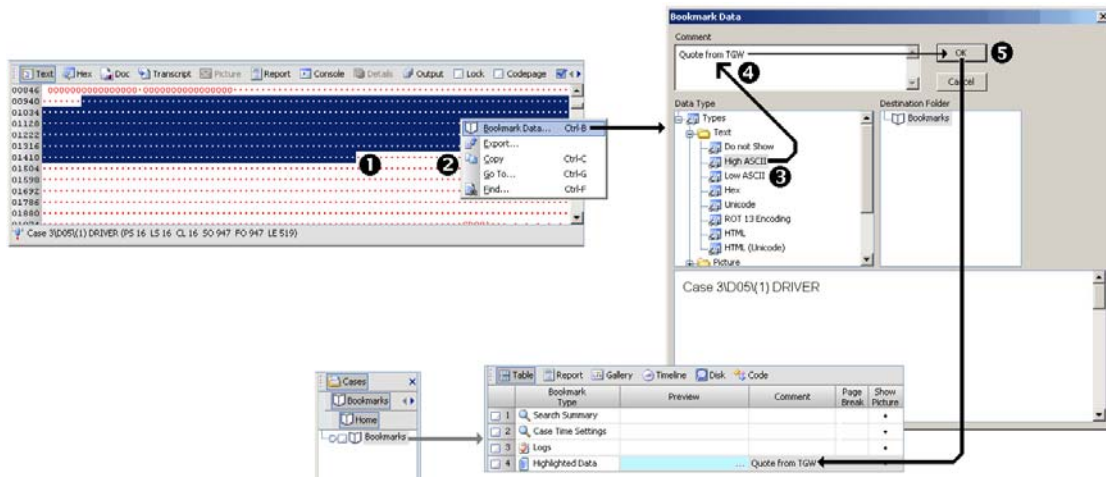 Bookmark Data
Comment
Quote from TGW
OK
❺
❹
Cancel
Data Type
Destination Folder
Types
Text
Do not Show
High ASCII
Low ASCII
❸
Hex
Unicode
ROT 13 Encoding
HTML
HTML (Unicode)
Picture
Bookmarks
Case 3\D05\(1) DRIVER
Text Hex Doc Transcript Picture Report Console Details Output Lock Codepage
00846
00940
01034
01128
01222
01316
01410
01504
01598
01692
01786
01880
❶
❷
Bookmark Data... Ctrl-B
Export...
Copy Ctrl-C
Go To... Ctrl-G
Find... Ctrl-F
Case 3\D05\(1) DRIVER (PS 16 LS 16 CL 16 SO 947 FO 947 LE 519)
Cases
Bookmarks
Home
Bookmarks
Table Report Gallery Timeline Disk Code
Bookmark Type Preview Comment Page Break Show Picture
1 Search Summary
2 Case Time Settings
3 Logs
4 Highlighted Data ... Quote from TGW